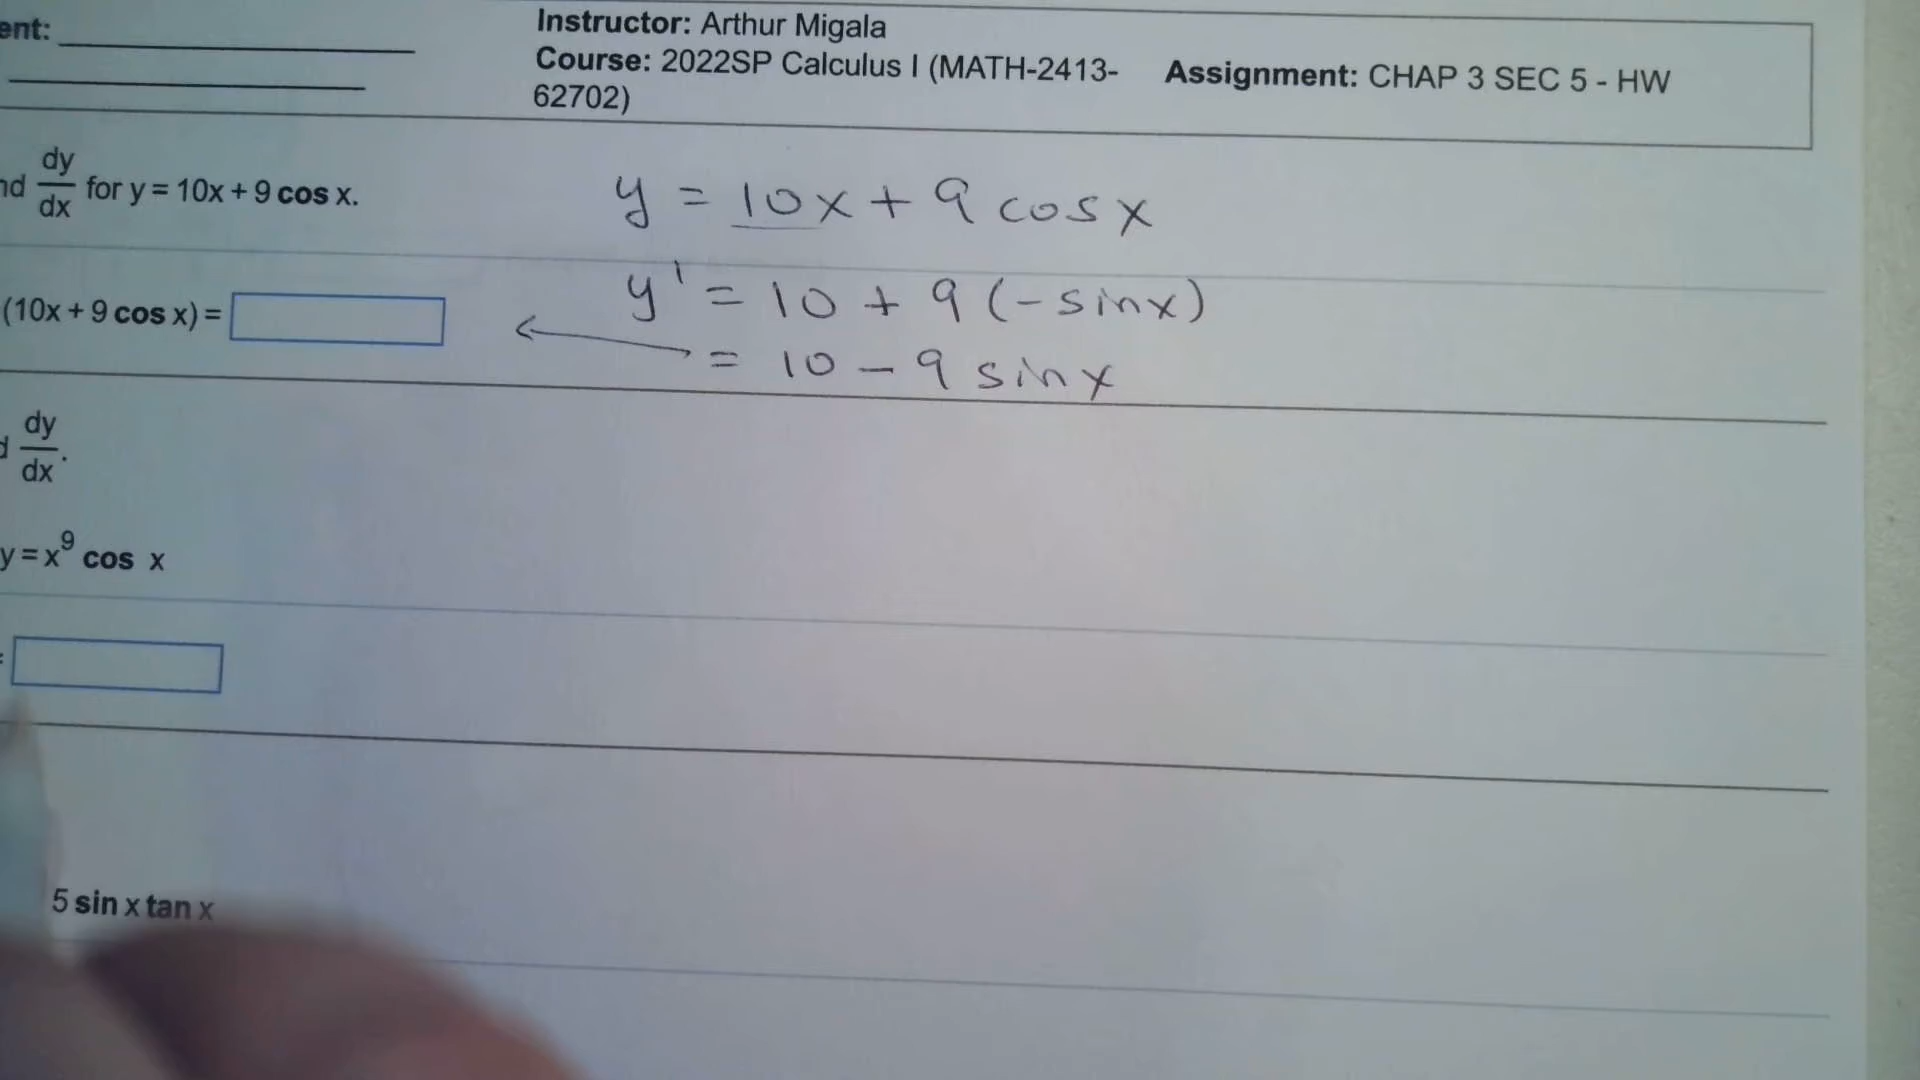 ent:
Instructor: Arthur Migala
Course: 2022SP Calculus I (MATH-2413-62702)
Assignment: CHAP 3 SEC 5 - HW
nd dy/dx for y = 10x + 9 cos x.
y = 10x + 9 cos x
(10x + 9 cos x) =
y' = 10 + 9 (-sin x)
= 10 - 9 sin x
d dy/dx.
y = x⁹ cos x
=
5 sin x tan x